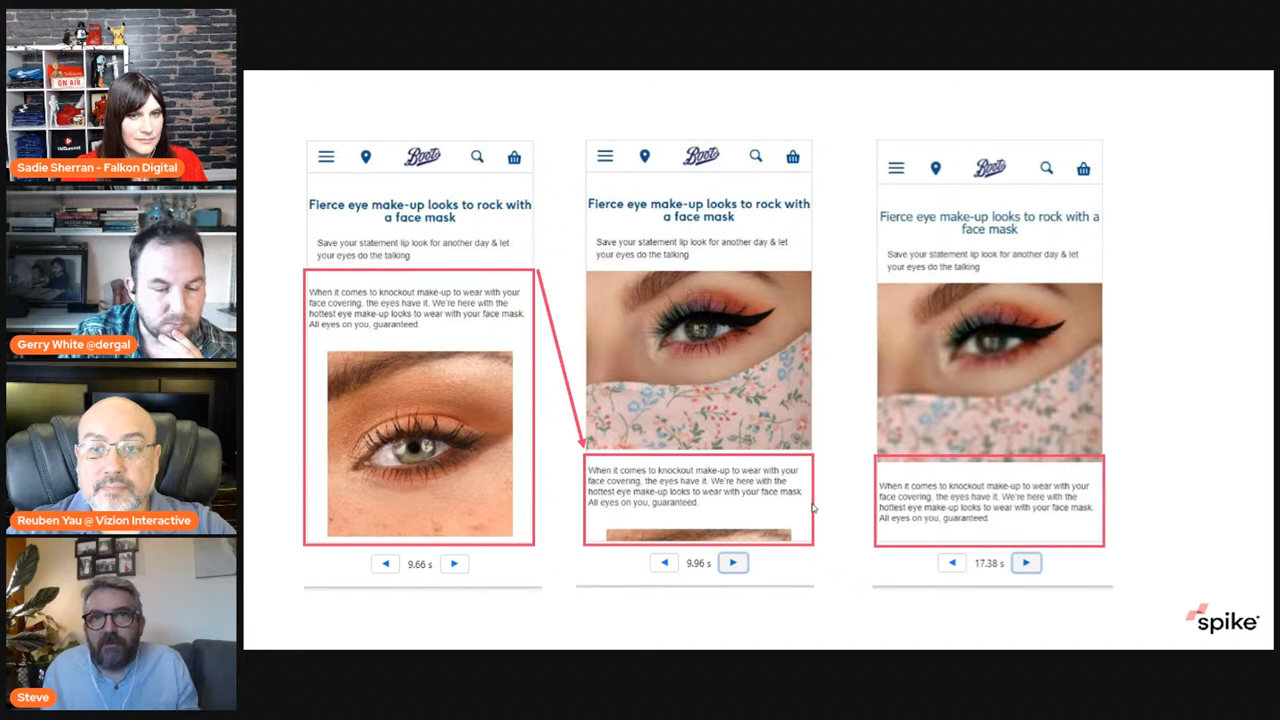 ON AIR
Sadie Sherran - Falkon Digital
Gerry White @dergal
Reuben Yau @ Vizion Interactive
Steve
Boots
Fierce eye make-up looks to rock with
a face mask
Save your statement lip look for another day & let
your eyes do the talking
When it comes to knockout make-up to wear with your
face covering, the eyes have it. We're here with the
hottest eye make-up looks to wear with your face mask.
All eyes on you, guaranteed.
9.66 s
Boots
Fierce eye make-up looks to rock with
a face mask
Save your statement lip look for another day & let
your eyes do the talking
When it comes to knockout make-up to wear with your
face covering, the eyes have it. We're here with the
hottest eye make-up looks to wear with your face mask.
All eyes on you, guaranteed.
9.96 s
Boots
Fierce eye make-up looks to rock with a
face mask
Save your statement lip look for another day & let
your eyes do the talking
When it comes to knockout make-up to wear with your
face covering, the eyes have it. We're here with the
hottest eye make-up looks to wear with your face mask.
All eyes on you, guaranteed.
17.38 s
spike